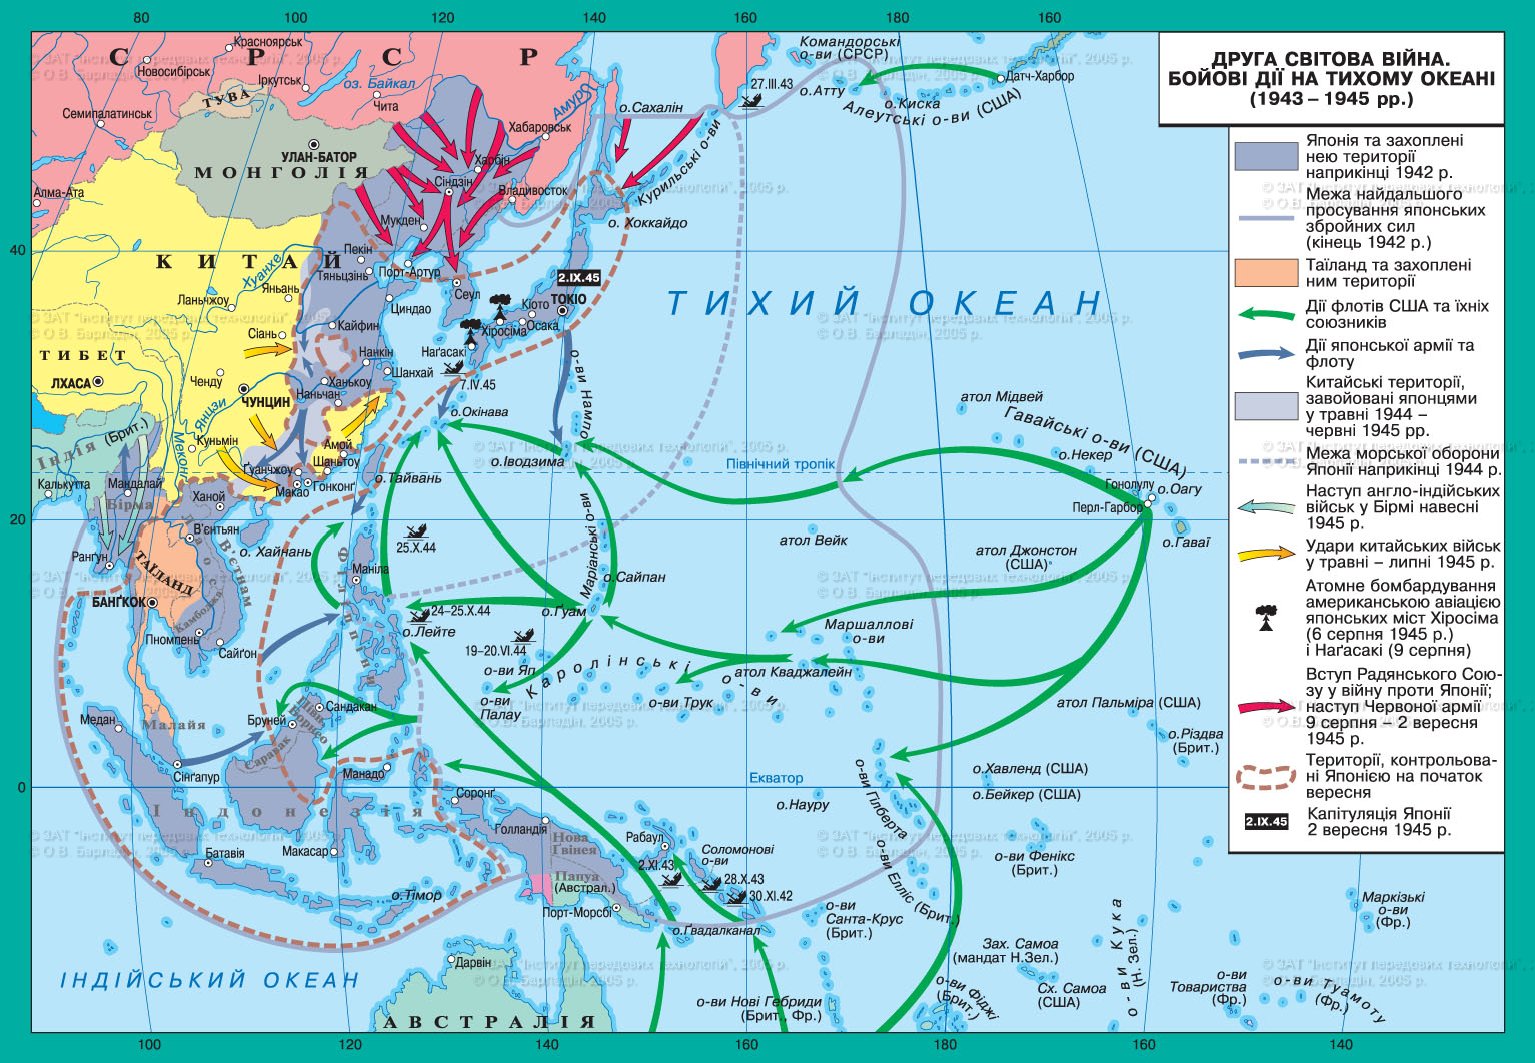 80
100
120
140
160
180
160
ДРУГА СВІТОВА ВІЙНА.
БОЙОВІ ДІЇ НА ТИХОМУ ОКЕАНІ
(1943 – 1945 рр.)
Японія та захоплені
нею території
наприкінці 1942 р.
Межа найдальшого
просування японських
збройних сил
(кінець 1942 р.)
Таїланд та захоплені
ним території
Дії флотів США та їхніх
союзників
Дії японської армії та
флоту
Китайські території,
завойовані японцями
у травні 1944 –
червні 1945 рр.
Межа морської оборони
Японії наприкінці 1944 р.
Наступ англо-індійських
військ у Бірмі навесні
1945 р.
Удари китайських військ
у травні – липні 1945 р.
Атомне бомбардування
американською авіацією
японських міст Хіросіма
(6 серпня 1945 р.)
і Наґасакі (9 серпня)
Вступ Радянського Сою-
зу у війну проти Японії;
наступ Червоної армії
9 серпня – 2 вересня
1945 р.
Території, контрольова-
ні Японією на початок
вересня
2.IX.45
Капітуляція Японії
2 вересня 1945 р.
С Р С Р
Красноярськ
Новосибірськ
Іркутськ
оз. Байкал
Чита
ТУВА
Семипалатинськ
Алма-Ата
УЛАН-БАТОР
МОНГОЛІЯ
Амур
Хабаровськ
о.Сахалін
Харбін
Сіндзін
Владивосток
Мукден
Курильські о-ви
о. Хоккайдо
27.III.43
Командорські
о-ви (СРСР)
о.Атту
о.Киска
Алеутські о-ви (США)
Датч-Харбор
40
КИТАЙ
Хуанхе
Пекін
Тяньцзінь
Порт-Артур
Яньань
Ланьчжоу
Сеул
Циндао
2.IX.45
ТОКІО
Кіото
Осака
Хіросіма
Наґасакі
7.IV.45
ТИХИЙ ОКЕАН
Кайфин
Сіань
ТИБЕТ
ЛХАСА
Нанкін
Шанхай
Ченду
Ханькоу
ЧУНЦИН
Наньчан
Янцзи
Меконг
Куньмін
Амой
Шаньтоу
Гуанчжоу
Макао
Гонконґ
о.Окінава
о-ви Нампо
о.Іводзима
о.Тайвань
Північний тропік
атол Мідвей
Гавайські о-ви (США)
о.Некер
Гонолулу
о.Оагу
Перл-Гарбор
о.Гаваї
Індія (Брит.)
Калькутта
Мандалай
Бірма
Ранґун
Ханой
В'єнтьян
Лаос
В'єтнам
о. Хайнань
20
ТАЇЛАНД
БАНҐКОК
Камбоджа
Пномпень
Сайґон
Філіппіни
Маніла
25.X.44
24–25.X.44
о.Лейте
19–20.VI.44
Маріанські о-ви
о.Сайпан
о.Ґуам
атол Вейк
атол Джонстон
(США)
Маршаллові
о-ви
атол Кваджалейн
о-ви Яп
Каролінські о-ви
о-ви
Палау
о-ви Трук
атол Пальміра (США)
о.Різдва
(Брит.)
Медан
Малайя
Сінґапур
Бруней
Сандакан
Півн.
Борнео
Саравак
Манадо
0
Екватор
о.Науру
о.Хавленд (США)
о.Бейкер (США)
о-ви Гілберта
о-ви Елліс (Брит.)
Індонезія
Батавія
Макасар
Соронґ
Голландія
Нова
Ґвінея
Папуа
(Австрал.)
Порт-Морсбі
Рабаул
2.XI.43
Соломонові
о-ви
28.X.43
30.XI.42
о.Ґвадалканал
о.Тімор
о-ви
Санта-Крус
(Брит.)
о-ви Фенікс
(Брит.)
Маркізькі
о-ви
(Фр.)
ІНДІЙСЬКИЙ ОКЕАН
Дарвін
АВСТРАЛІЯ
о-ви Нові Гебриди
(Брит., Фр.)
о-ви Фіджі
(Брит.)
Зах. Самоа
(мандат Н.Зел.)
Сх. Самоа
(США)
о-ви Кука
(Н. Зел.)
о-ви
Товариства
(Фр.)
о-ви Туамоту
(Фр.)
100
120
140
160
180
160
140
© ЗАТ "Інститут передових технологій", 2005 р.
© О.В. Барладін, 2005 р.